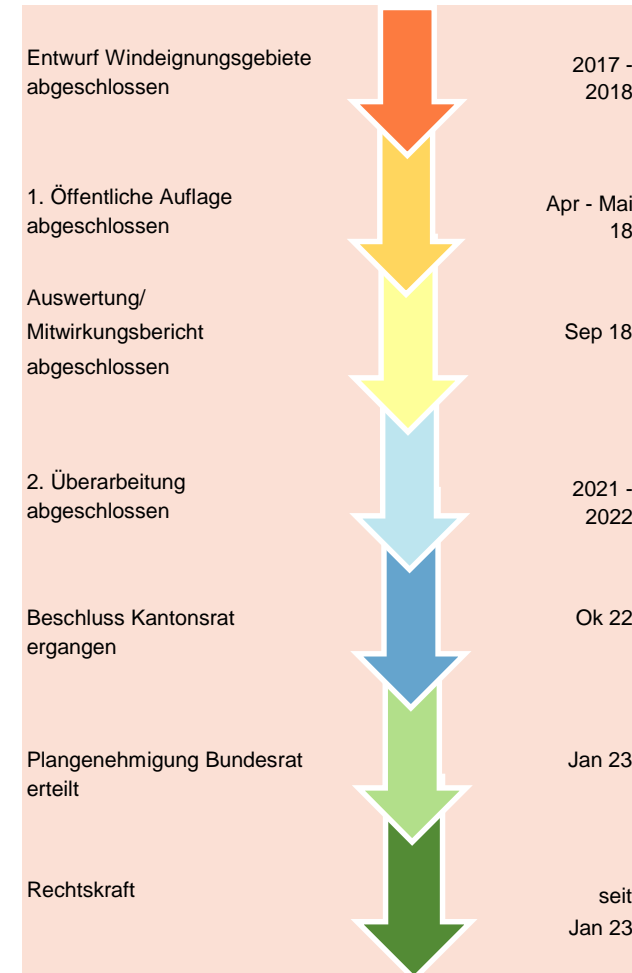 Entwurf Windeignungsgebiete
abgeschlossen
2017 -
2018
1. Öffentliche Auflage
abgeschlossen
Apr - Mai
18
Auswertung/
Mitwirkungsbericht
abgeschlossen
Sep 18
2. Überarbeitung
abgeschlossen
2021 -
2022
Beschluss Kantonsrat
ergangen
Ok 22
Plangenehmigung Bundesrat
erteilt
Jan 23
Rechtskraft
seit
Jan 23